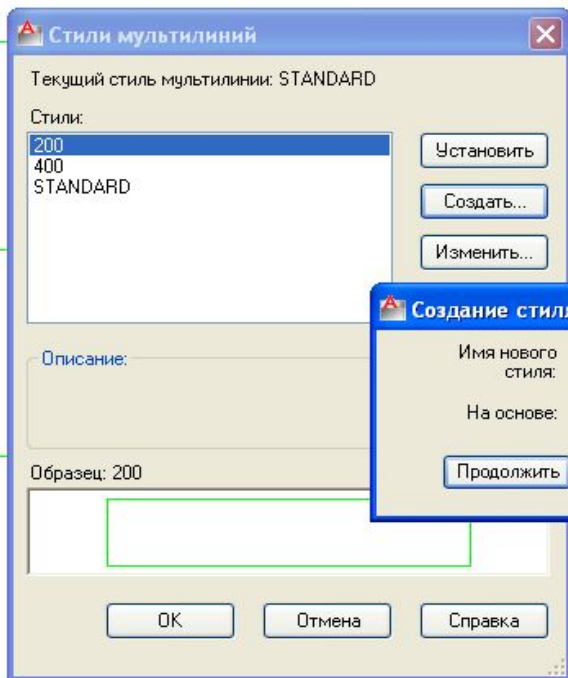 Стили мультилиний
Текущий стиль мультилинии: STANDARD
Стили:
200
400
STANDARD
Установить
Создать...
Изменить...
Создание стил
Имя нового
стиля:
На основе:
Продолжить
Описание:
Образец: 200
OK
Отмена
Справка